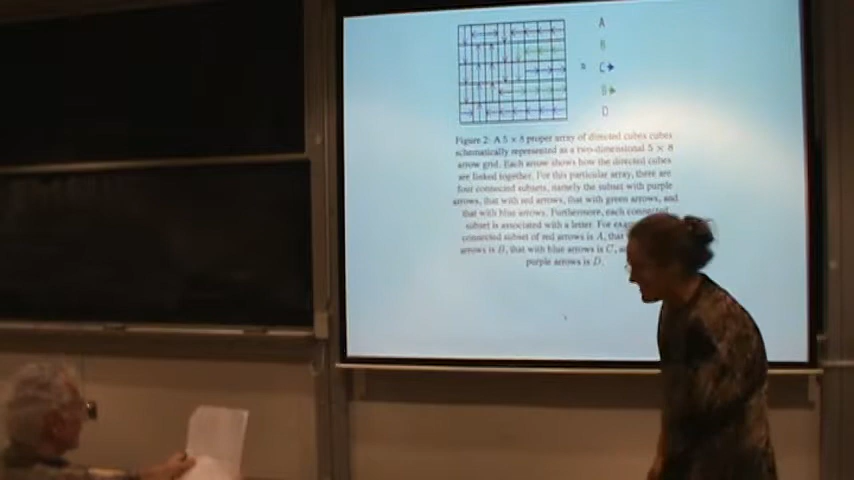 A
B
C
B
D
Figure 2: A 5 × 8 proper array of directed cubes cubes
schematically represented as a two-dimensional 5 × 8
arrow grid. Each arrow shows how the directed cubes
are linked together. For this particular array, there are
four connected subsets, namely the subset with purple
arrows, that with red arrows, that with green arrows, and
that with blue arrows. Furthermore, each connected
subset is associated with a letter. For
connected subset of red arrows is A, that
arrows is B, that with blue arrows is C,
purple arrows is D.